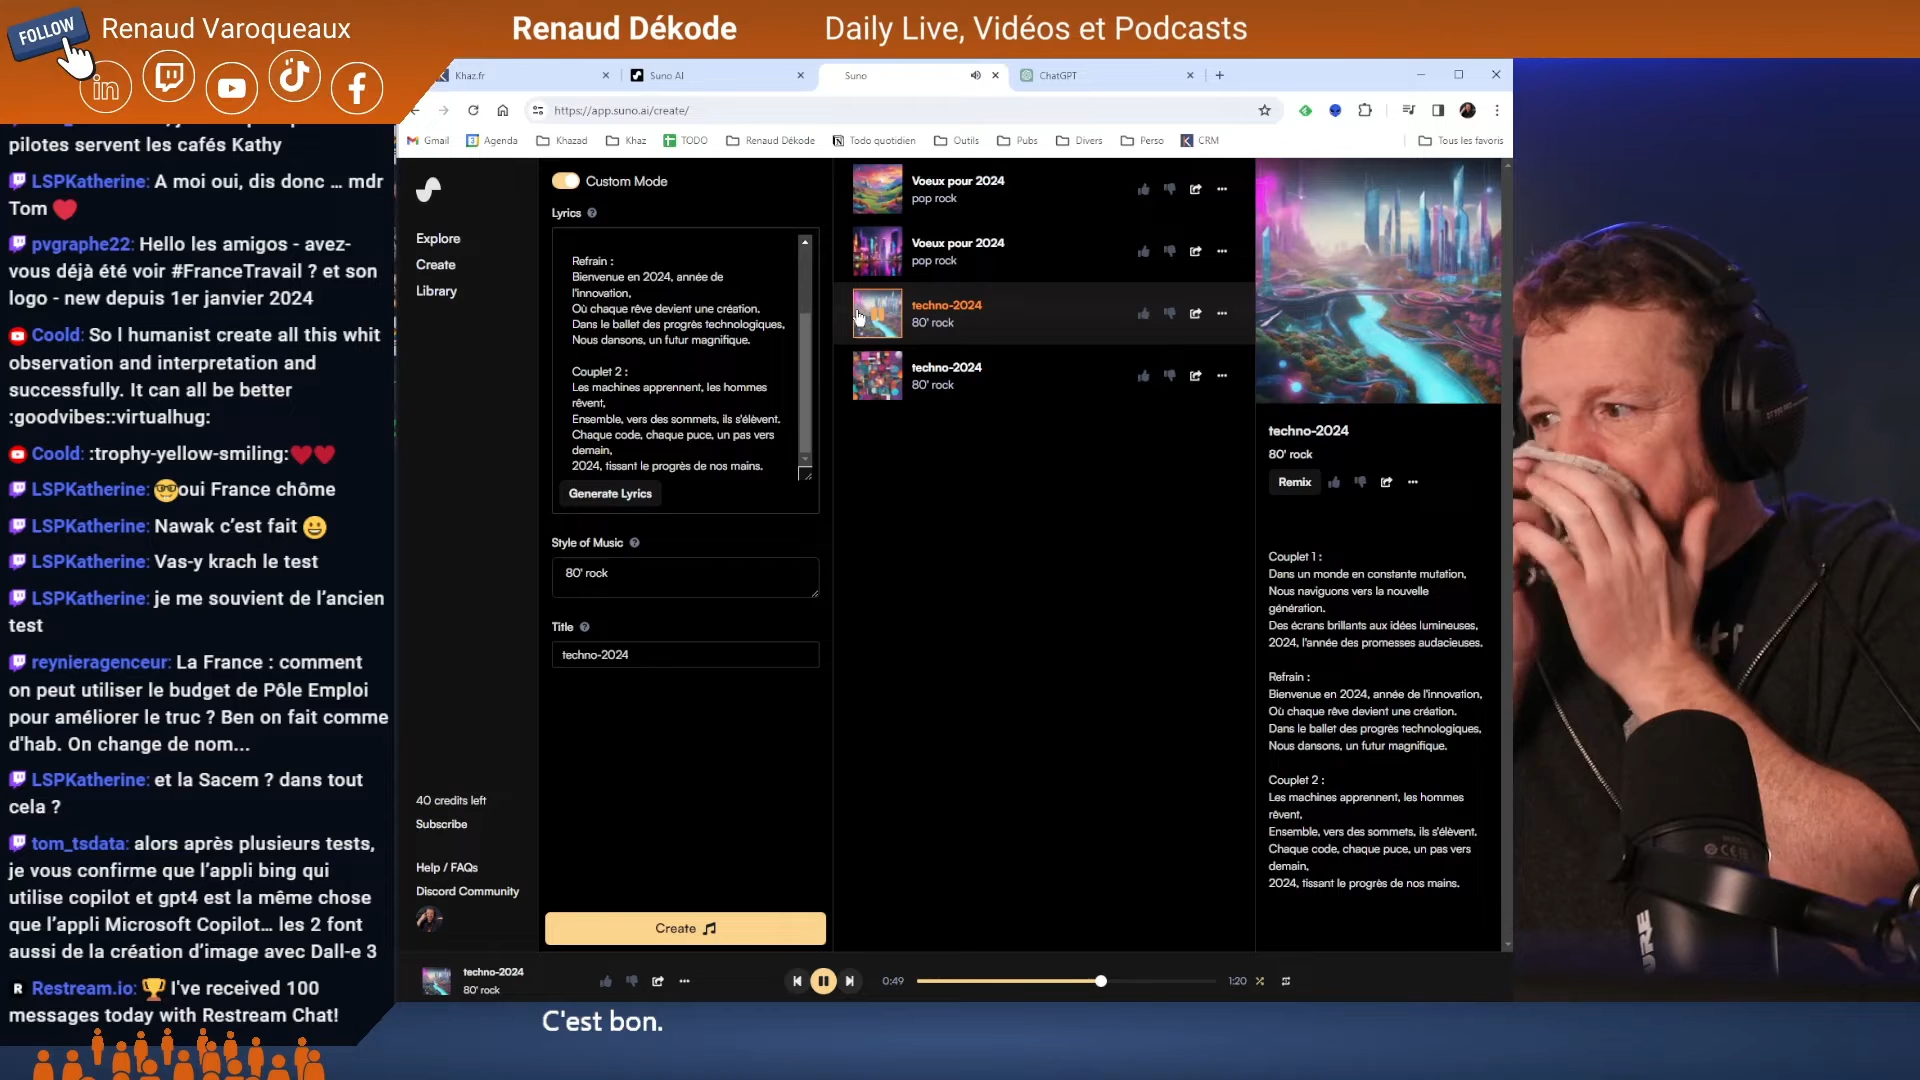 FOLLOW
Renaud Varoqueaux
Renaud Dékode
Daily Live, Vidéos et Podcasts
in
pilotes servent les cafés Kathy
LSPKatherine: A moi oui, dis donc ... mdr
Tom ❤️
pvgraphe22: Hello les amigos - avez-
vous déjà été voir #FranceTravail ? et son
logo - new depuis 1er janvier 2024
Coold: So I humanist create all this whit
observation and interpretation and
successfully. It can all be better
:goodvibes::virtualhug:
Coold: :trophy-yellow-smiling:❤️❤️
LSPKatherine: 🤓oui France chôme
LSPKatherine: Nawak c’est fait 😀
LSPKatherine: Vas-y krach le test
LSPKatherine: je me souvient de l’ancien
test
reynieragenceur: La France : comment
on peut utiliser le budget de Pôle Emploi
pour améliorer le truc ? Ben on fait comme
d'hab. On change de nom...
LSPKatherine: et la Sacem ? dans tout
cela ?
tom_tsdata: alors après plusieurs tests,
je vous confirme que l’appli bing qui
utilise copilot et gpt4 est la même chose
que l’appli Microsoft Copilot... les 2 font
aussi de la création d’image avec Dall-e 3
R Restream.io: 🏆 I've received 100
messages today with Restream Chat!
Khaz.fr
Suno AI
Suno
ChatGPT
https://app.suno.ai/create/
Gmail
Agenda
Khazad
Khaz
TODO
Renaud Dékode
Todo quotidien
Outils
Pubs
Divers
Perso
CRM
Tous les favoris
Explore
Create
Library
40 credits left
Subscribe
Help / FAQs
Discord Community
Custom Mode
Lyrics
Refrain :
Bienvenue en 2024, année de
l'innovation,
Où chaque rêve devient une création.
Dans le ballet des progrès technologiques,
Nous dansons, un futur magnifique.
Couplet 2 :
Les machines apprennent, les hommes
rêvent,
Ensemble, vers des sommets, ils s'élèvent.
Chaque code, chaque puce, un pas vers
demain,
2024, tissant le progrès de nos mains.
Generate Lyrics
Style of Music
80' rock
Title
techno-2024
Create
Voeux pour 2024
pop rock
Voeux pour 2024
pop rock
techno-2024
80' rock
techno-2024
80' rock
techno-2024
80' rock
Remix
Couplet 1 :
Dans un monde en constante mutation,
Nous naviguons vers la nouvelle
génération.
Des écrans brillants aux idées lumineuses,
2024, l'année des promesses audacieuses.
Refrain :
Bienvenue en 2024, année de l'innovation,
Où chaque rêve devient une création.
Dans le ballet des progrès technologiques,
Nous dansons, un futur magnifique.
Couplet 2 :
Les machines apprennent, les hommes
rêvent,
Ensemble, vers des sommets, ils s'élèvent.
Chaque code, chaque puce, un pas vers
demain,
2024, tissant le progrès de nos mains.
techno-2024
80' rock
0:49
1:20
C'est bon.